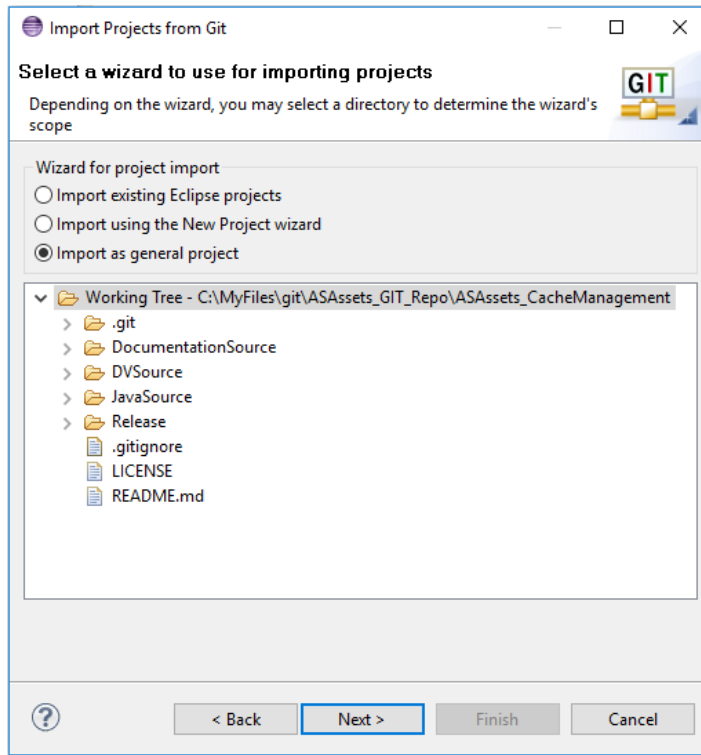 Import Projects from Git
Select a wizard to use for importing projects
Depending on the wizard, you may select a directory to determine the wizard's
scope
GIT
Wizard for project import
Import existing Eclipse projects
Import using the New Project wizard
Import as general project
Working Tree - C:\MyFiles\git\ASAssets_GIT_Repo\ASAssets_CacheManagement
.git
DocumentationSource
DVSource
JavaSource
Release
.gitignore
LICENSE
README.md
?
< Back
Next >
Finish
Cancel